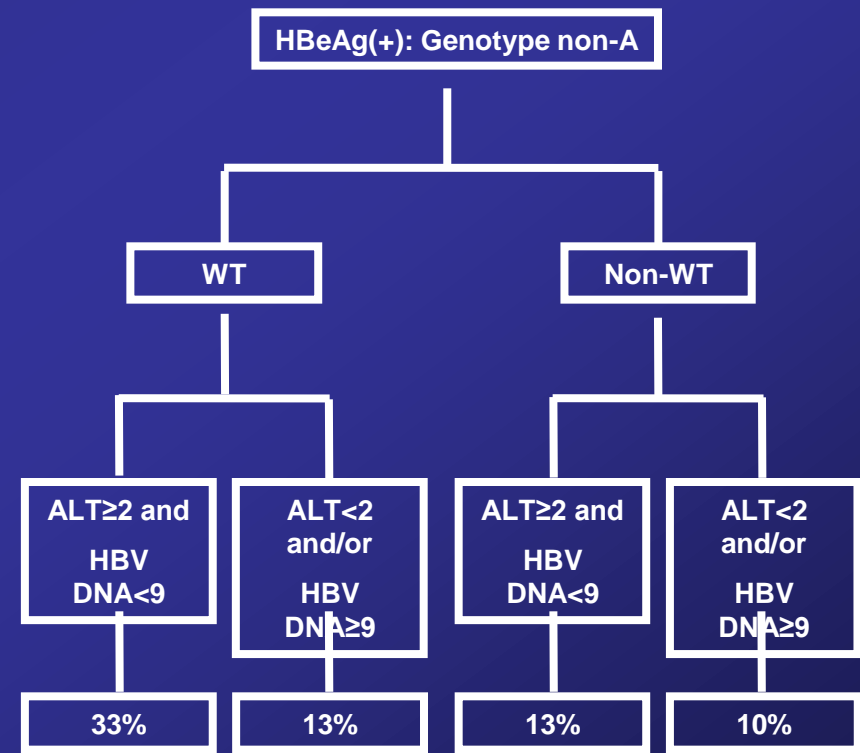 HBeAg(+): Genotype non-A
WT
Non-WT
ALT≥2 and
HBV
DNA<9
ALT<2
and/or
HBV
DNA≥9
ALT≥2 and
HBV
DNA<9
ALT<2
and/or
HBV
DNA≥9
33%
13%
13%
10%